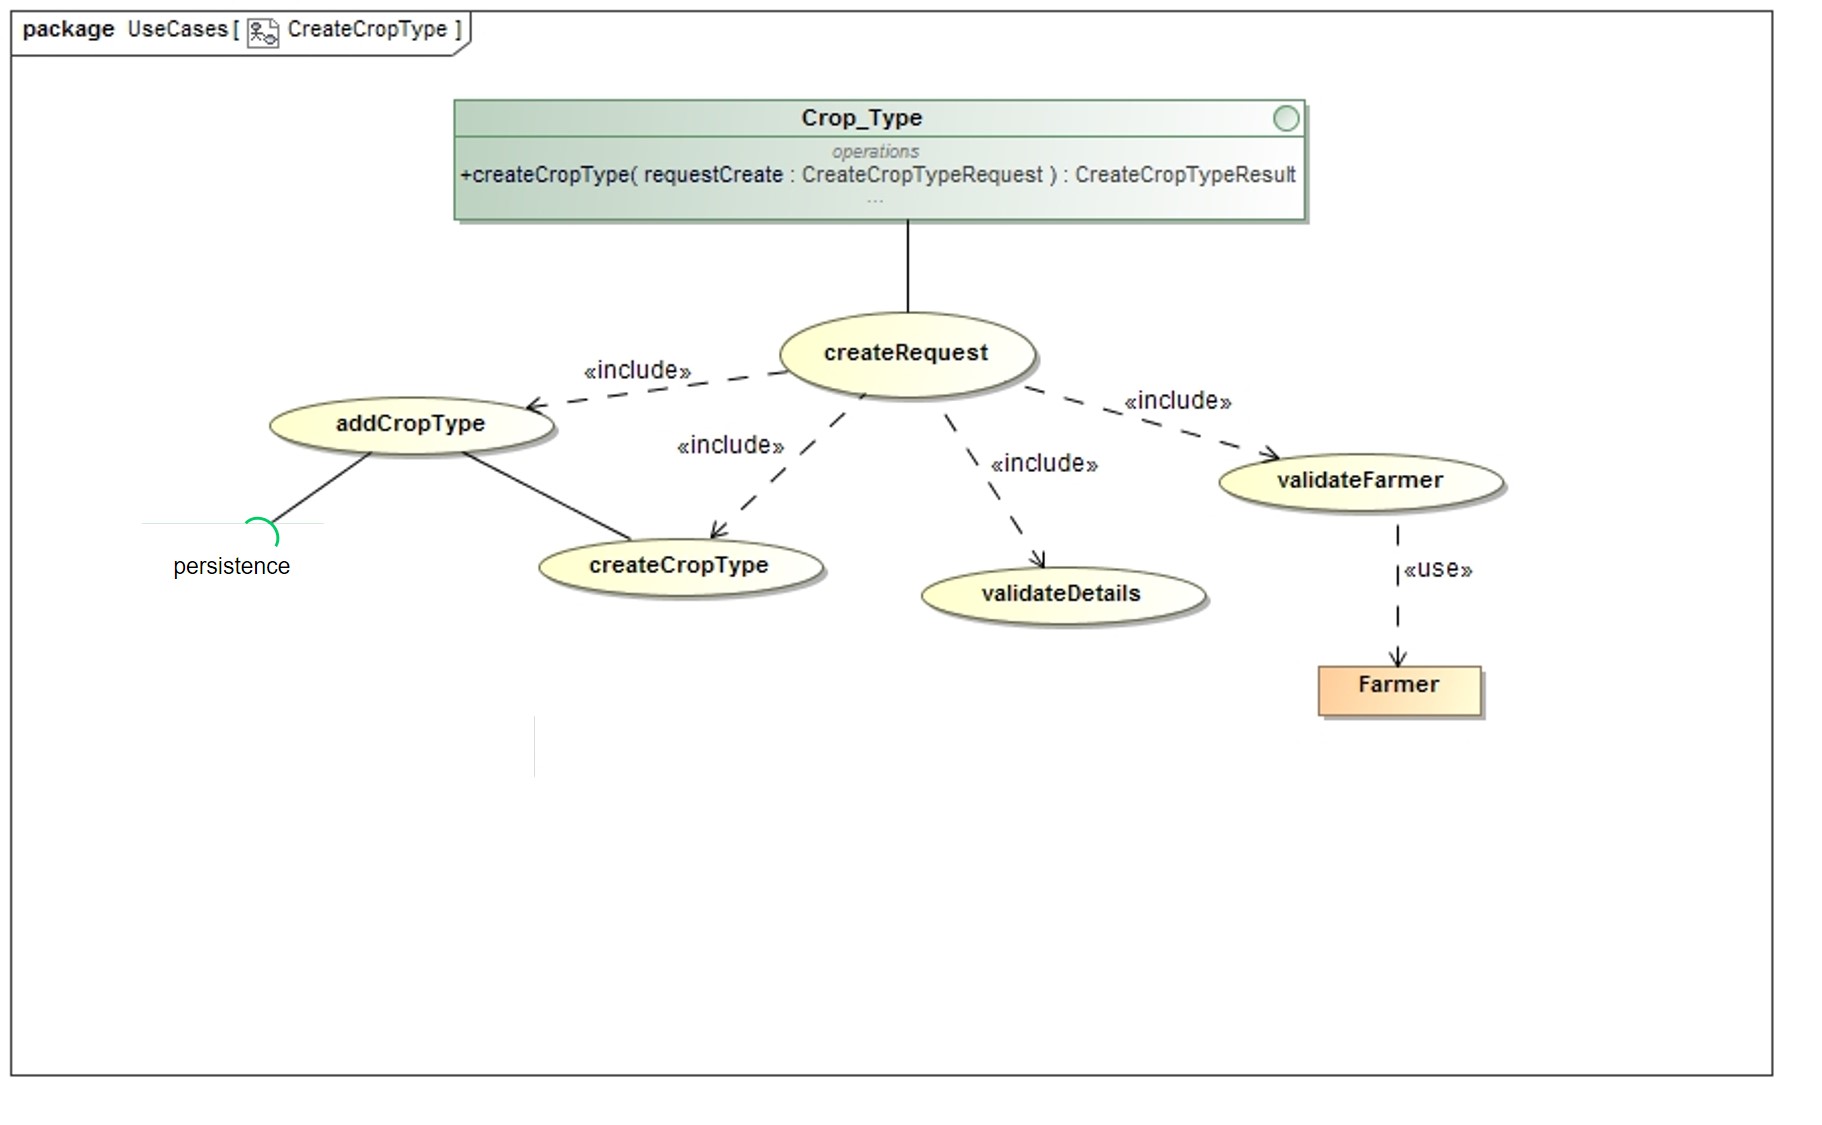 package UseCases[ CreateCropType ]
Crop_Type
operations
+createCropType( requestCreate : CreateCropTypeRequest ) : CreateCropTypeResult
...
createRequest
«include»
«include»
addCropType
«include»
«include»
validateFarmer
persistence
createCropType
«use»
validateDetails
Farmer